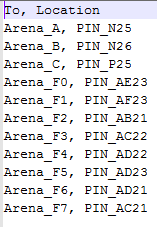 To, Location
Arena_A, PIN_N25
Arena_B, PIN_N26
Arena_C, PIN_P25
Arena_F0, PIN_AE23
Arena_F1, PIN_AF23
Arena_F2, PIN_AB21
Arena_F3, PIN_AC22
Arena_F4, PIN_AD22
Arena_F5, PIN_AD23
Arena_F6, PIN_AD21
Arena_F7, PIN_AC21